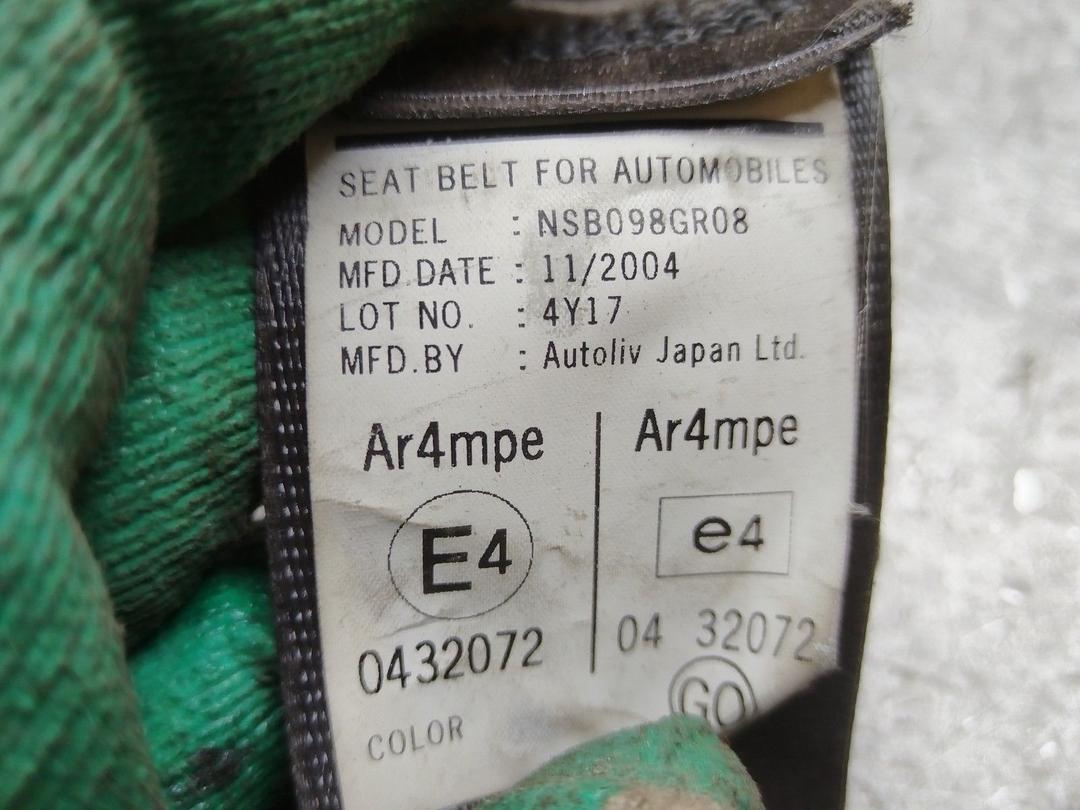 SEAT BELT FOR AUTOMOBILES
MODEL : NSB098GR08
MFD.DATE : 11/2004
LOT NO. : 4Y17
MFD.BY : Autoliv Japan Ltd.
Ar4mpe Ar4mpe
E4 e4
0432072 04 32072
GO
COLOR